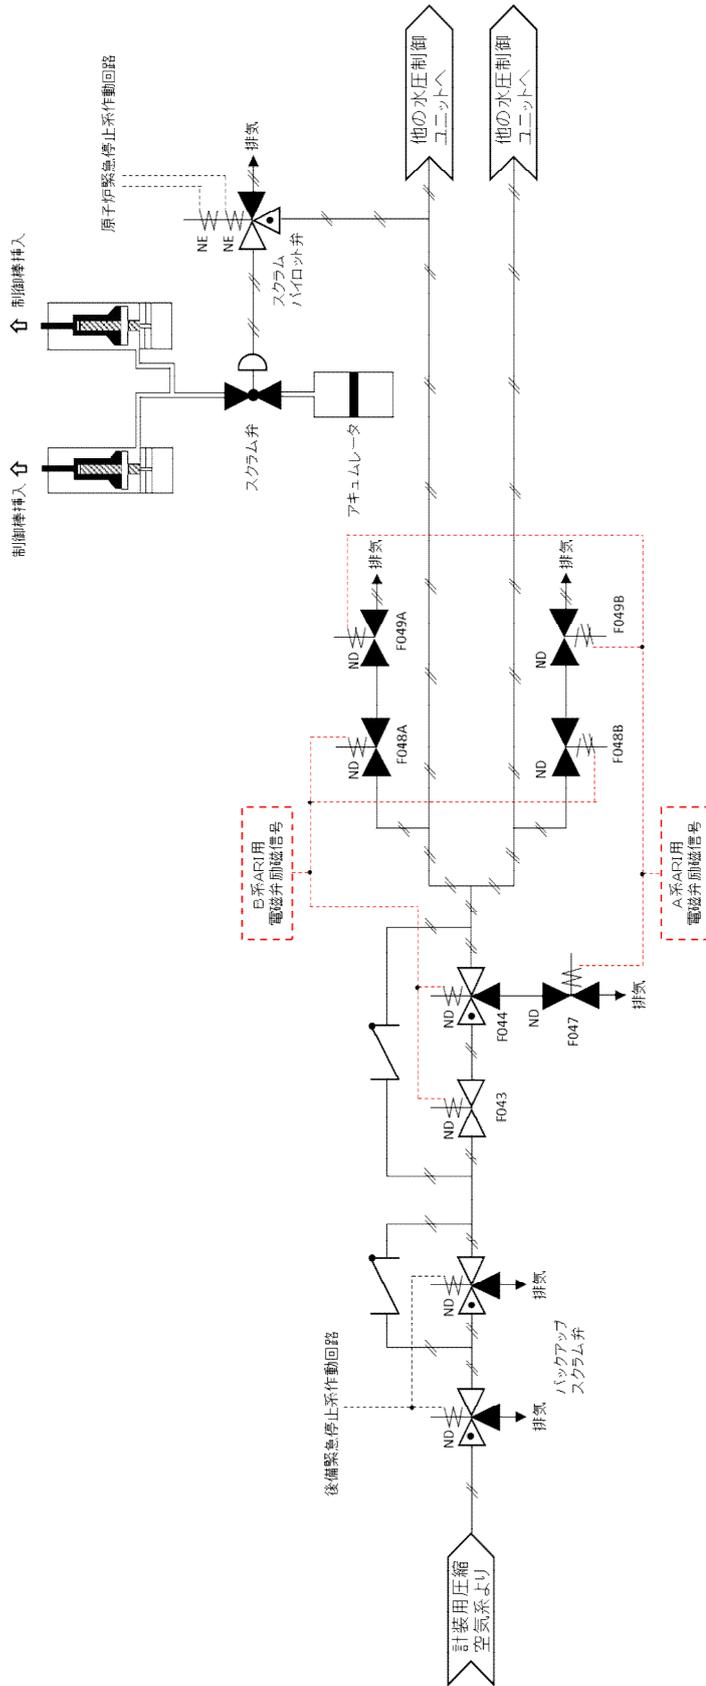 計装用圧縮
空気系より
後備緊急停止系作動回路
ND
排気
ND
排気
バックアップ
スクラム弁
ND
F043
ND
F044
ND
F047
排気
B系ARI用
電磁弁励磁信号
A系ARI用
電磁弁励磁信号
ND
F048A
ND
F049A
排気
ND
F048B
ND
F049B
排気
制御棒挿入
制御棒挿入
スクラム弁
アキュムレータ
原子炉緊急停止系作動回路
NE
NE
排気
スクラム
パイロット弁
他の水圧制御
ユニットへ
他の水圧制御
ユニットへ